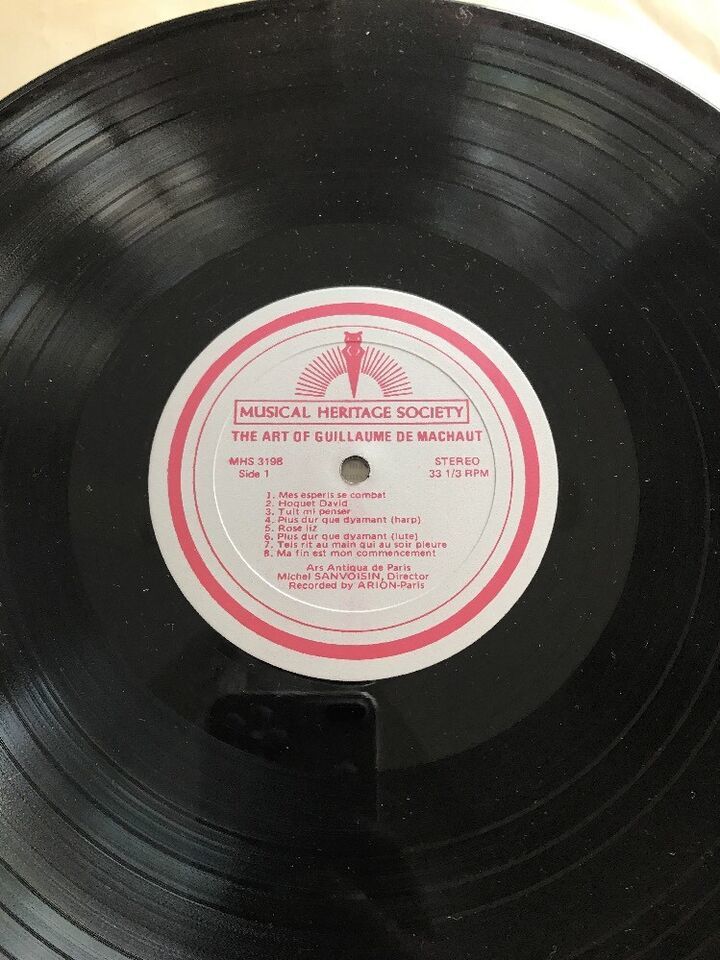 MUSICAL HERITAGE SOCIETY
THE ART OF GUILLAUME DE MACHAUT
MHS 3198 STEREO
Side 1 33 1/3 RPM
1. Mes esperis se combat
2. Hoquet David
3. Tuit mi penser
4. Plus dur que dyamant (harp)
5. Rose liz
6. Plus dur que dyamant (lute)
7. Tels rit au main qui au soir pleure
8. Ma fin est mon commencement
Ars Antiqua de Paris
Michel SANVOISIN, Director
Recorded by ARION-Paris